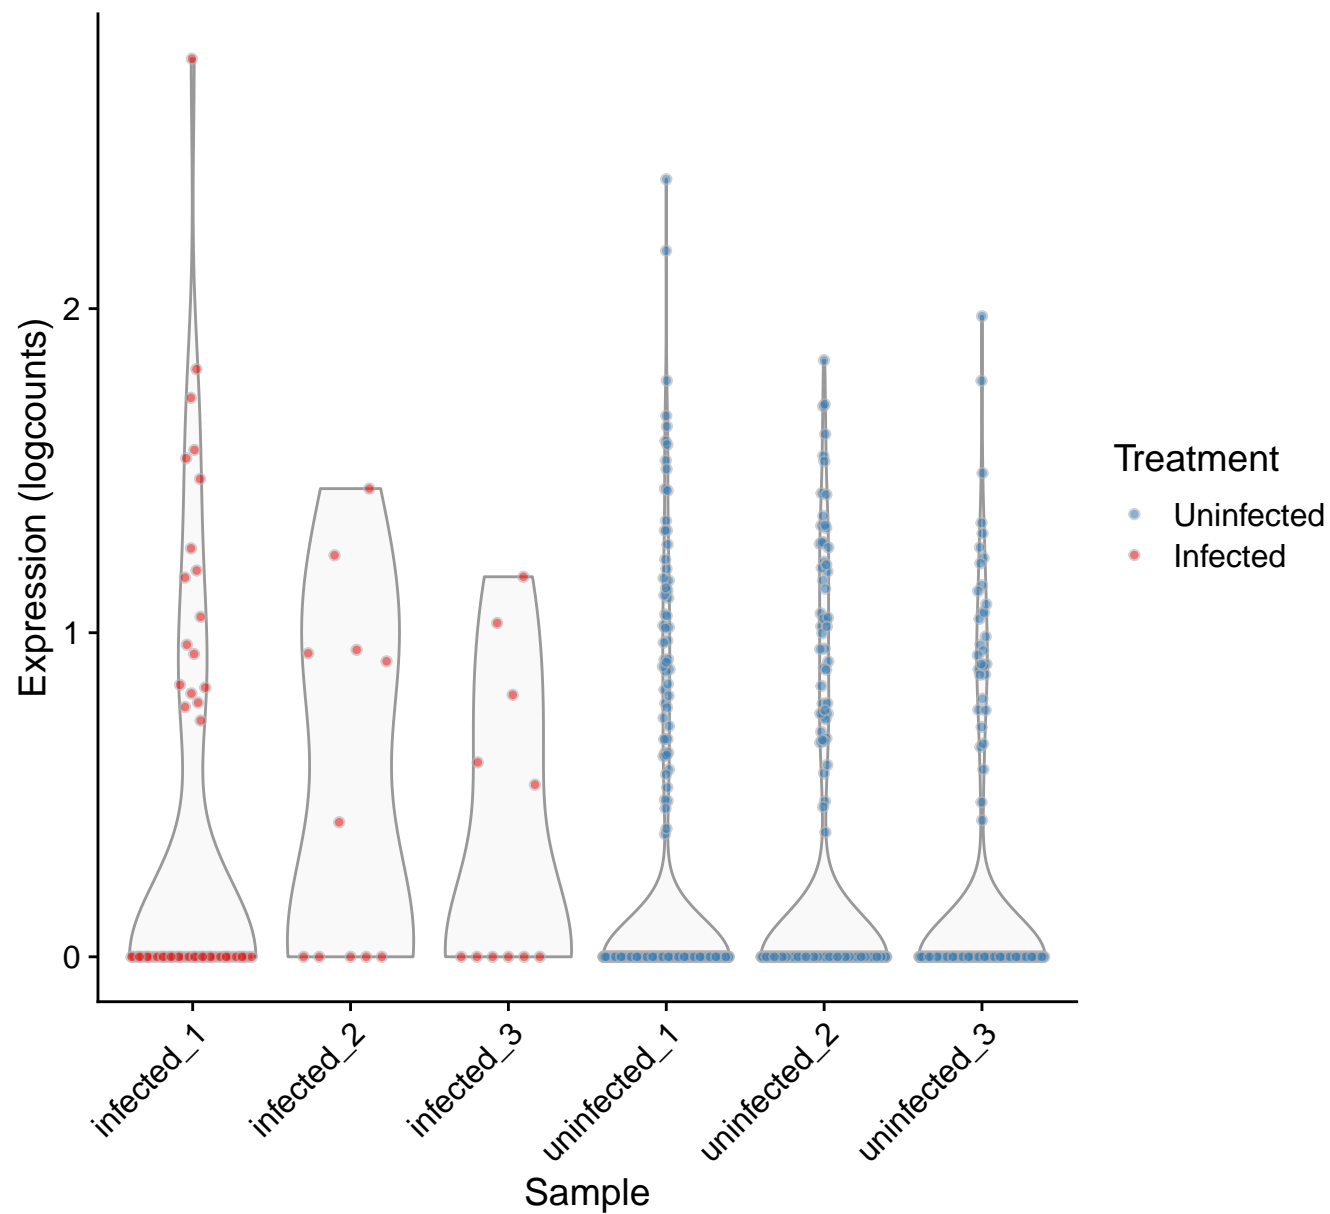 Expression (logcounts)
2
1
0
infected_1
infected_2
infected_3
uninfected_1
uninfected_2
uninfected_3
Sample
Treatment
Uninfected
Infected